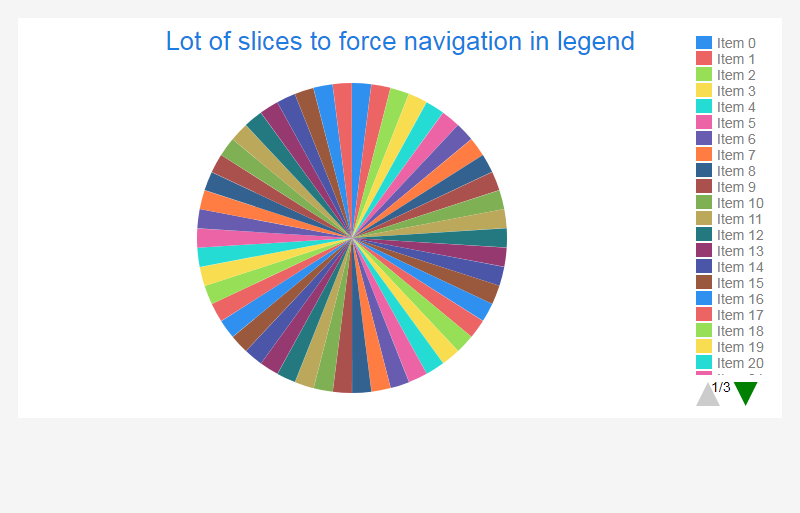 Lot of slices to force navigation in legend
Item 0
Item 1
Item 2
Item 3
Item 4
Item 5
Item 6
Item 7
Item 8
Item 9
Item 10
Item 11
Item 12
Item 13
Item 14
Item 15
Item 16
Item 17
Item 18
Item 19
Item 20
1/3